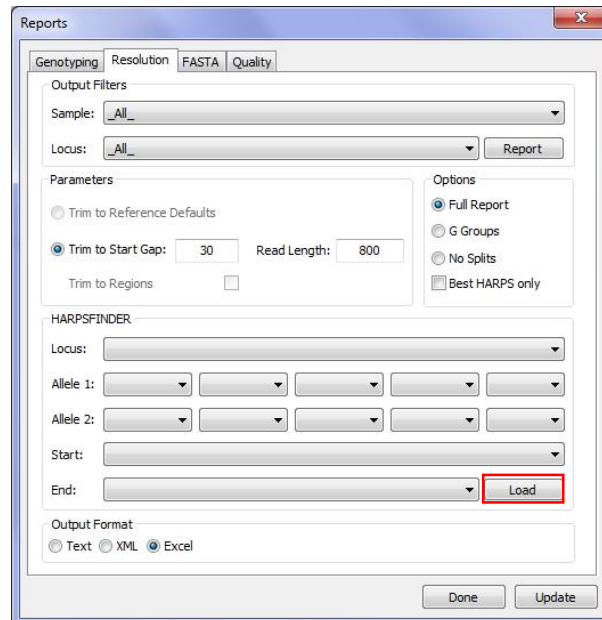 Reports
Genotyping Resolution FASTA Quality
Output Filters
Sample: _All_
Locus: _All_ Report
Parameters
Trim to Reference Defaults
Trim to Start Gap: 30 Read Length: 800
Trim to Regions
Options
Full Report
G Groups
No Splits
Best HARPS only
HARPSFINDER
Locus:
Allele 1:
Allele 2:
Start:
End: Load
Output Format
Text XML Excel
Done Update